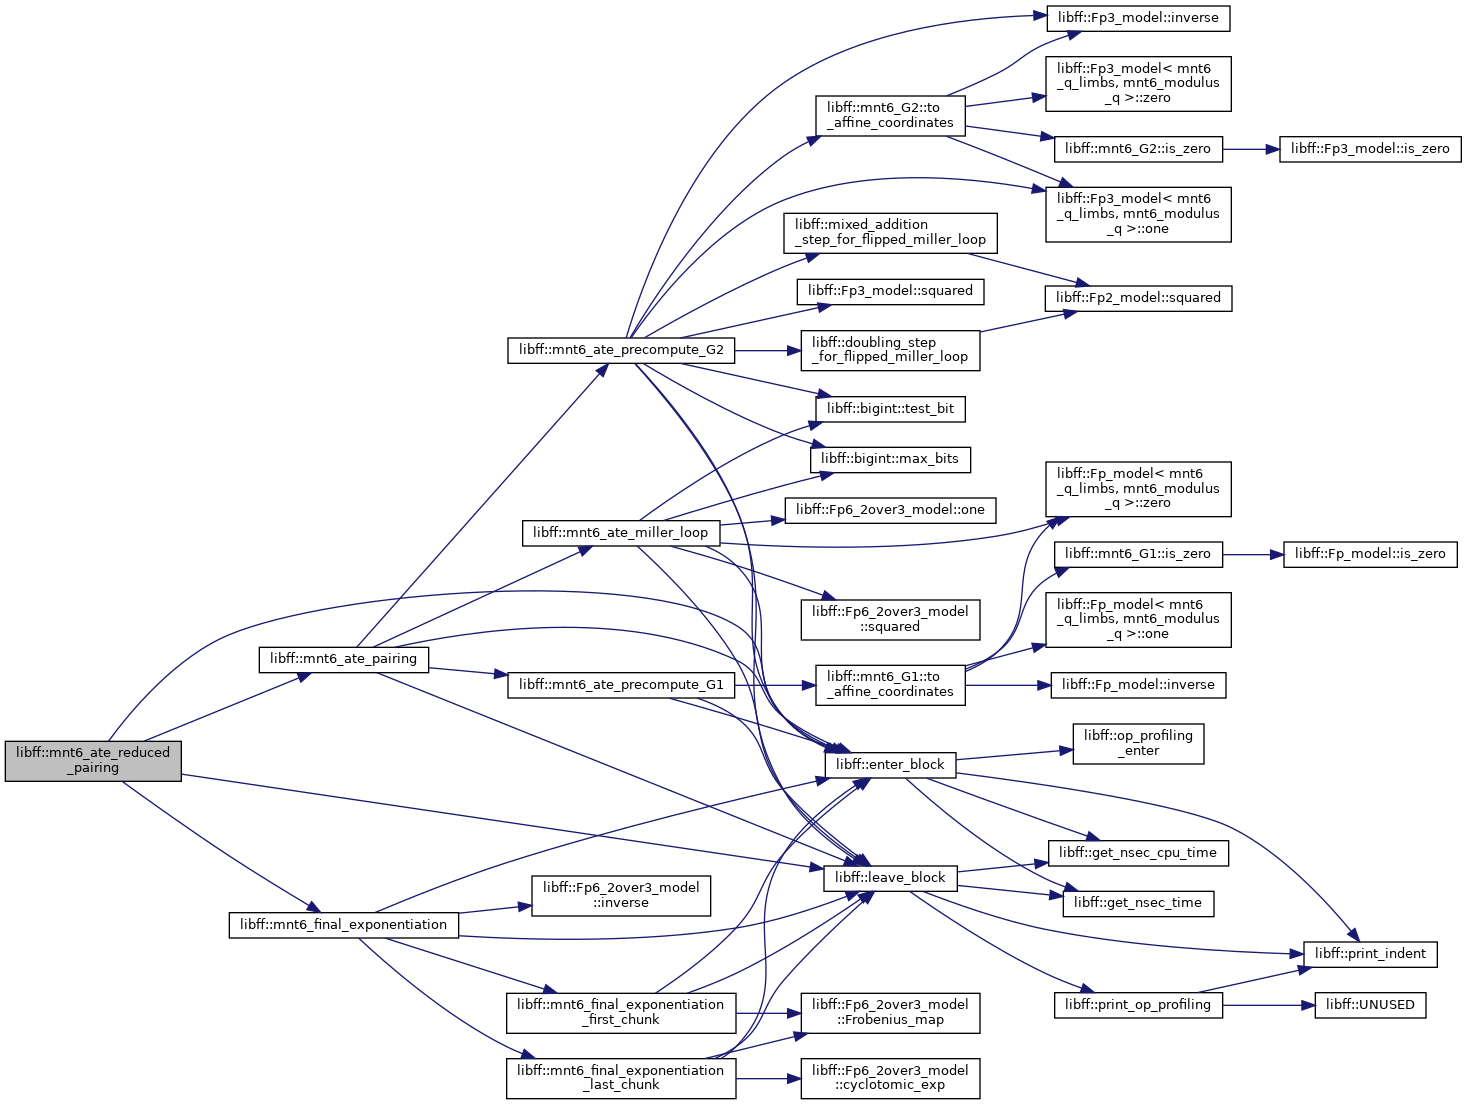 libff::Fp3_model::inverse
libff::Fp3_model< mnt6
_q_limbs, mnt6_modulus
_q >::zero
libff::mnt6_G2::to
_affine_coordinates
libff::mnt6_G2::is_zero
libff::Fp3_model::is_zero
libff::Fp3_model< mnt6
_q_limbs, mnt6_modulus
_q >::one
libff::mixed_addition
_step_for_flipped_miller_loop
libff::Fp3_model::squared
libff::Fp2_model::squared
libff::mnt6_ate_precompute_G2
libff::doubling_step
_for_flipped_miller_loop
libff::bigint::test_bit
libff::bigint::max_bits
libff::Fp_model< mnt6
_q_limbs, mnt6_modulus
_q >::zero
libff::Fp6_2over3_model::one
libff::mnt6_ate_miller_loop
libff::mnt6_G1::is_zero
libff::Fp_model::is_zero
libff::Fp6_2over3_model
::squared
libff::Fp_model< mnt6
_q_limbs, mnt6_modulus
_q >::one
libff::mnt6_ate_pairing
libff::mnt6_ate_precompute_G1
libff::mnt6_G1::to
_affine_coordinates
libff::Fp_model::inverse
libff::mnt6_ate_reduced
_pairing
libff::enter_block
libff::op_profiling
_enter
libff::get_nsec_cpu_time
libff::leave_block
libff::get_nsec_time
libff::Fp6_2over3_model
::inverse
libff::mnt6_final_exponentiation
libff::print_indent
libff::mnt6_final_exponentiation
_first_chunk
libff::Fp6_2over3_model
::Frobenius_map
libff::print_op_profiling
libff::UNUSED
libff::mnt6_final_exponentiation
_last_chunk
libff::Fp6_2over3_model
::cyclotomic_exp